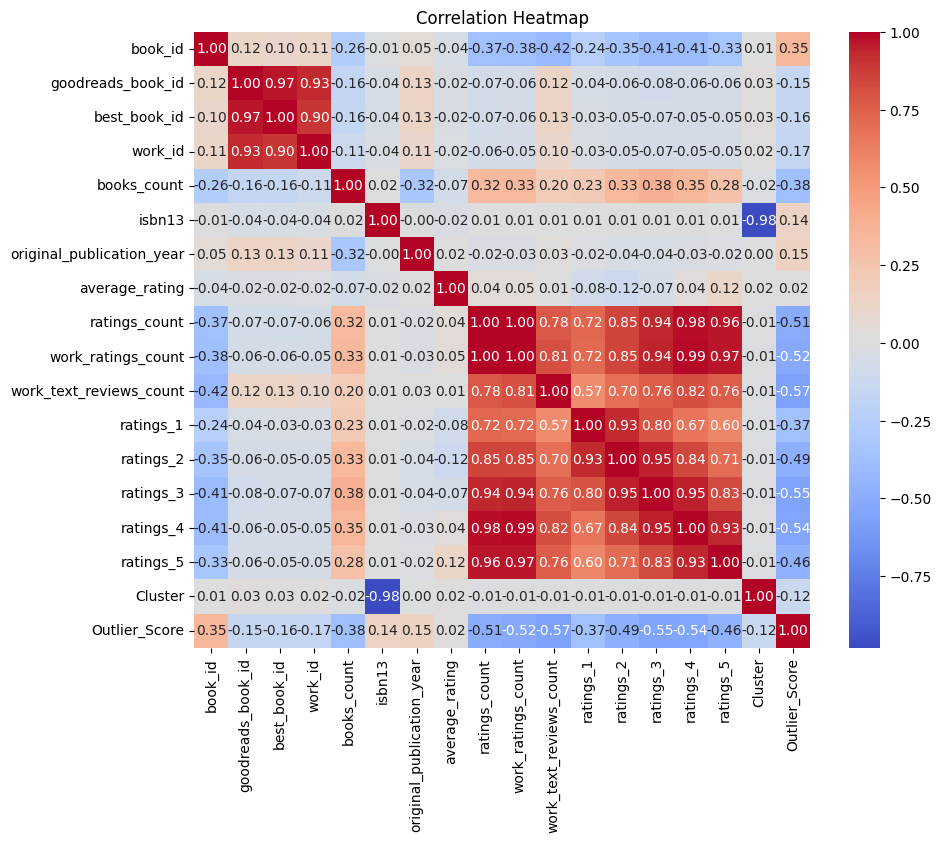 Correlation Heatmap
book_id 1.00 0.12 0.10 0.11 -0.26 -0.01 0.05 -0.04 -0.37 -0.38 -0.42 -0.24 -0.35 -0.41 -0.41 -0.33 0.01 0.35
goodreads_book_id 0.12 1.00 0.97 0.93 -0.16 -0.04 0.13 -0.02 -0.07 -0.06 0.12 -0.04 -0.06 -0.08 -0.06 -0.06 0.03 -0.15
best_book_id 0.10 0.97 1.00 0.90 -0.16 -0.04 0.13 -0.02 -0.07 -0.06 0.13 -0.03 -0.05 -0.07 -0.05 -0.05 0.03 -0.16
work_id 0.11 0.93 0.90 1.00 -0.11 -0.04 0.11 -0.02 -0.06 -0.05 0.10 -0.03 -0.05 -0.07 -0.05 -0.05 0.02 -0.17
books_count -0.26 -0.16 -0.16 -0.11 1.00 0.02 -0.32 -0.07 0.32 0.33 0.20 0.23 0.33 0.38 0.35 0.28 -0.02 -0.38
isbn13 -0.01 -0.04 -0.04 -0.04 0.02 1.00 -0.00 -0.02 0.01 0.01 0.01 0.01 0.01 0.01 0.01 0.01 -0.98 0.14
original_publication_year 0.05 0.13 0.13 0.11 -0.32 -0.00 1.00 0.02 -0.02 -0.03 0.03 -0.02 -0.04 -0.04 -0.03 -0.02 0.00 0.15
average_rating -0.04 -0.02 -0.02 -0.02 -0.07 -0.02 0.02 1.00 0.04 0.05 0.01 -0.08 -0.12 -0.07 0.04 0.12 0.02 0.02
ratings_count -0.37 -0.07 -0.07 -0.06 0.32 0.01 -0.02 0.04 1.00 1.00 0.78 0.72 0.85 0.94 0.98 0.96 -0.01 -0.51
work_ratings_count -0.38 -0.06 -0.06 -0.05 0.33 0.01 -0.03 0.05 1.00 1.00 0.81 0.72 0.85 0.94 0.99 0.97 -0.01 -0.52
work_text_reviews_count -0.42 0.12 0.13 0.10 0.20 0.01 0.03 0.01 0.78 0.81 1.00 0.57 0.70 0.76 0.82 0.76 -0.01 -0.57
ratings_1 -0.24 -0.04 -0.03 -0.03 0.23 0.01 -0.02 -0.08 0.72 0.72 0.57 1.00 0.93 0.80 0.67 0.60 -0.01 -0.37
ratings_2 -0.35 -0.06 -0.05 -0.05 0.33 0.01 -0.04 -0.12 0.85 0.85 0.70 0.93 1.00 0.95 0.84 0.71 -0.01 -0.49
ratings_3 -0.41 -0.08 -0.07 -0.07 0.38 0.01 -0.04 -0.07 0.94 0.94 0.76 0.80 0.95 1.00 0.95 0.83 -0.01 -0.55
ratings_4 -0.41 -0.06 -0.05 -0.05 0.35 0.01 -0.03 0.04 0.98 0.99 0.82 0.67 0.84 0.95 1.00 0.93 -0.01 -0.54
ratings_5 -0.33 -0.06 -0.05 -0.05 0.28 0.01 -0.02 0.12 0.96 0.97 0.76 0.60 0.71 0.83 0.93 1.00 -0.01 -0.46
Cluster 0.01 0.03 0.03 0.02 -0.02 -0.98 0.00 0.02 -0.01 -0.01 -0.01 -0.01 -0.01 -0.01 -0.01 -0.01 1.00 -0.12
Outlier_Score 0.35 -0.15 -0.16 -0.17 -0.38 0.14 0.15 0.02 -0.51 -0.52 -0.57 -0.37 -0.49 -0.55 -0.54 -0.46 -0.12 1.00
book_id
goodreads_book_id
best_book_id
work_id
books_count
isbn13
original_publication_year
average_rating
ratings_count
work_ratings_count
work_text_reviews_count
ratings_1
ratings_2
ratings_3
ratings_4
ratings_5
Cluster
Outlier_Score
1.00
0.75
0.50
0.25
0.00
−0.25
−0.50
−0.75